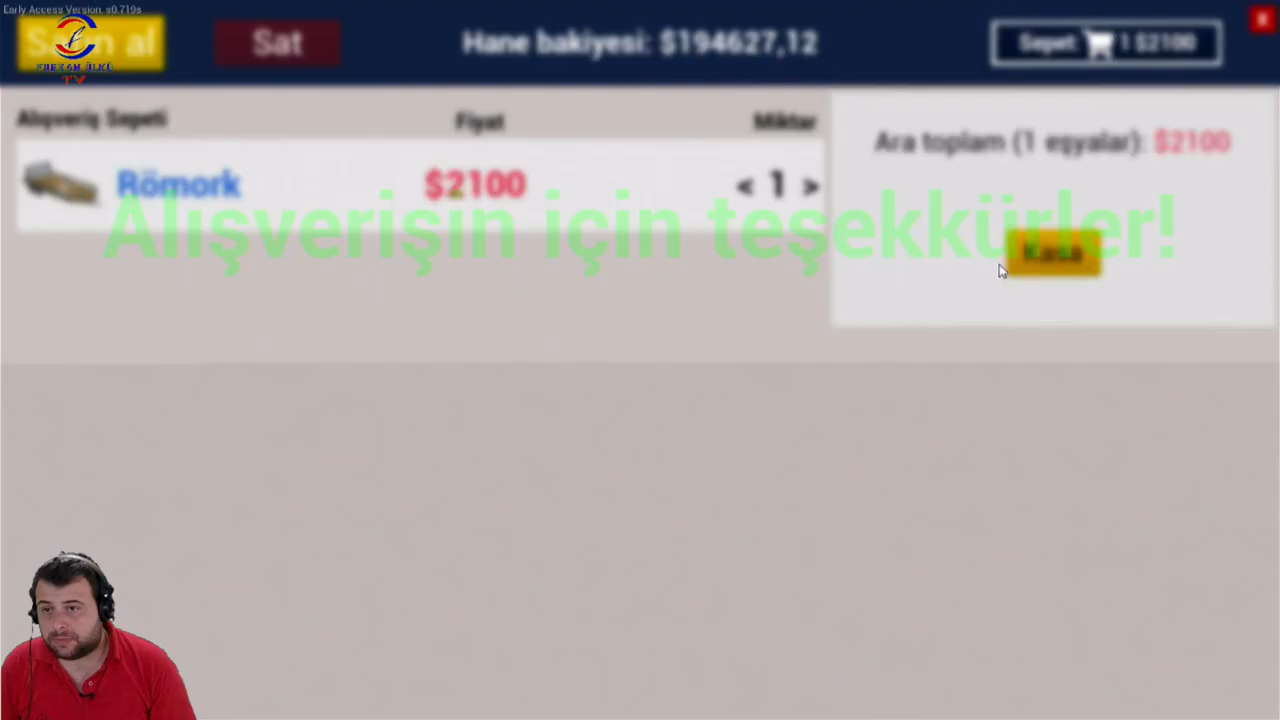 Early Access Version: s0.719s
Satın al
Sat
Hane bakiyesi: $194627,12
Sepet: 1 $2100
X
TV
Alışveriş Sepeti
Fiyat
Miktar
Ara toplam (1 eşyalar): $2100
Römork
$2100
< 1 >
Alışverişin için teşekkürler!
Kasa